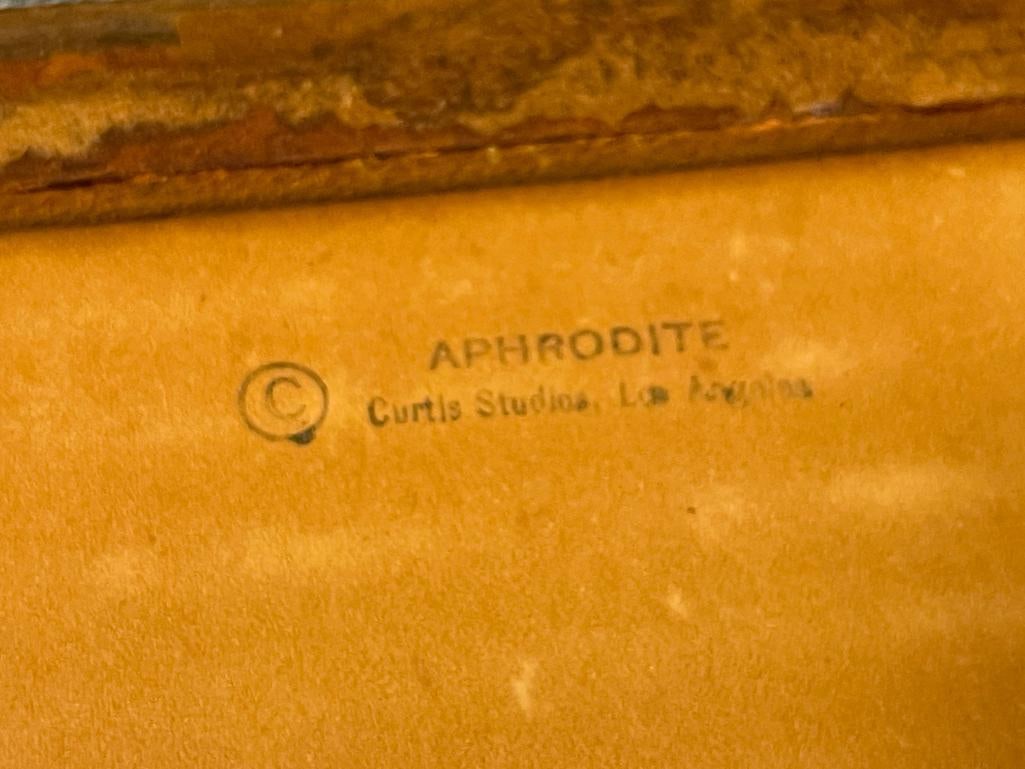 APHRODITE
© Curtis Studios, Los Angeles